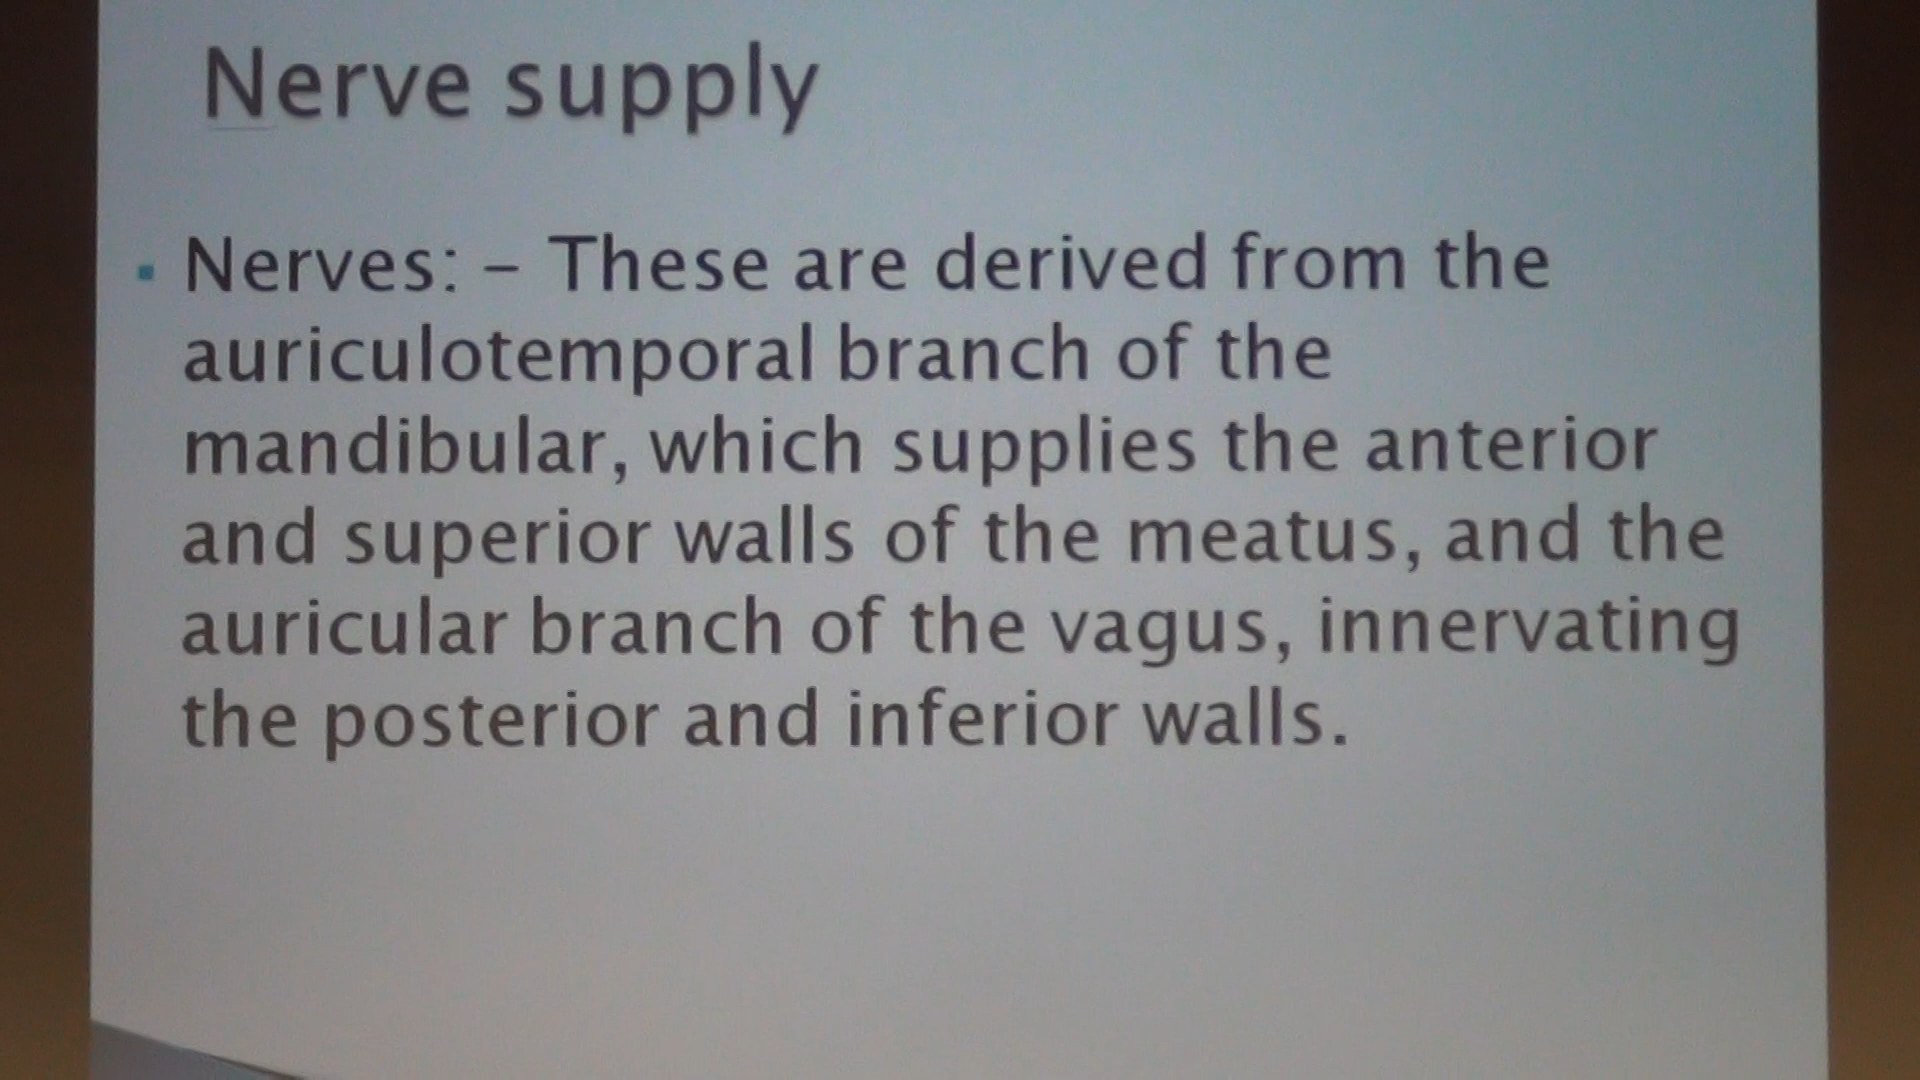 Nerve supply
Nerves: – These are derived from the
auriculotemporal branch of the
mandibular, which supplies the anterior
and superior walls of the meatus, and the
auricular branch of the vagus, innervating
the posterior and inferior walls.